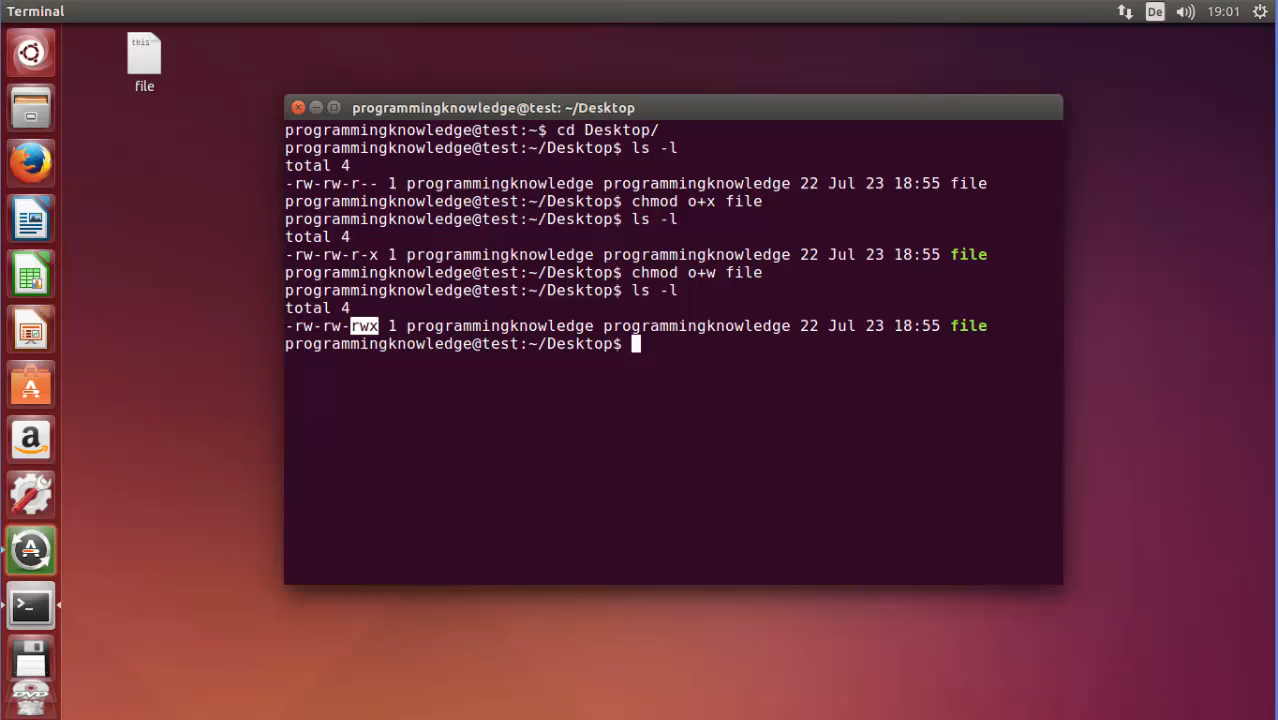 Terminal
De
19:01
this
file
programmingknowledge@test: ~/Desktop
programmingknowledge@test:~$ cd Desktop/
programmingknowledge@test:~/Desktop$ ls -l
total 4
-rw-rw-r-- 1 programmingknowledge programmingknowledge 22 Jul 23 18:55 file
programmingknowledge@test:~/Desktop$ chmod o+x file
programmingknowledge@test:~/Desktop$ ls -l
total 4
-rw-rw-r-x 1 programmingknowledge programmingknowledge 22 Jul 23 18:55 file
programmingknowledge@test:~/Desktop$ chmod o+w file
programmingknowledge@test:~/Desktop$ ls -l
total 4
-rw-rw-rwx 1 programmingknowledge programmingknowledge 22 Jul 23 18:55 file
programmingknowledge@test:~/Desktop$